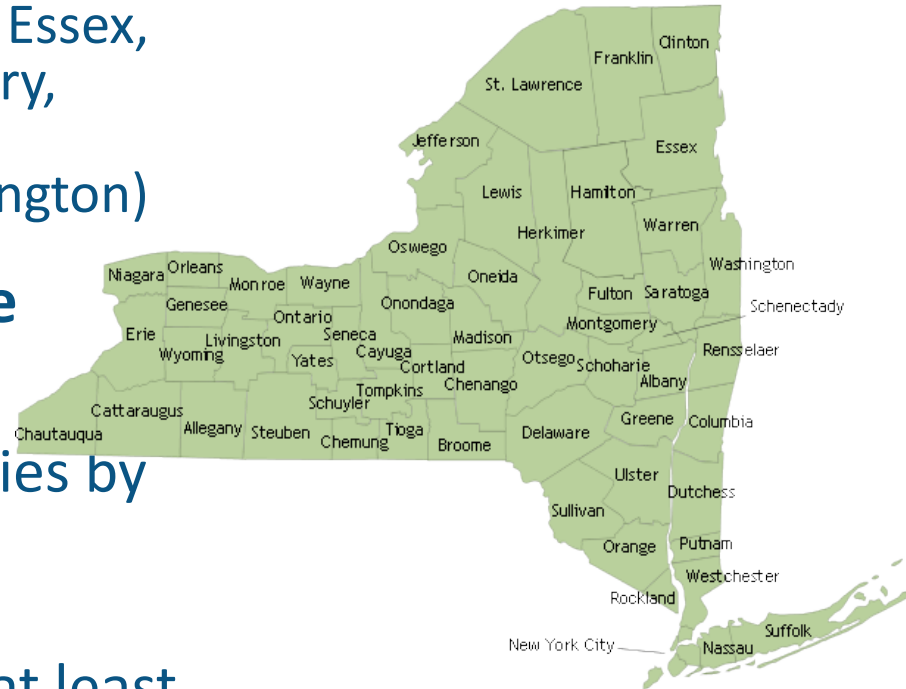 Essex,
ry,
ngton)
e
ies by
at least
Clinton
Franklin
St. Lawrence
Jefferson
Essex
Lewis
Hamilton
Warren
Herkimer
Oswego
Washington
Orleans
Niagara
Monroe
Wayne
Oneida
Genesee
Onondaga
Fulton
Saratoga
Schenectady
Ontario
Erie
Livingston
Seneca
Madison
Montgomery
Wyoming
Yates
Cayuga
Cortland
Otsego
Schoharie
Rensselaer
Tompkins
Chenango
Albany
Schuyler
Cattaraugus
Chautauqua
Allegany
Steuben
Chemung
Tioga
Broome
Delaware
Greene
Columbia
Ulster
Dutchess
Sullivan
Orange
Putnam
Westchester
Rockland
New York City
Nassau
Suffolk